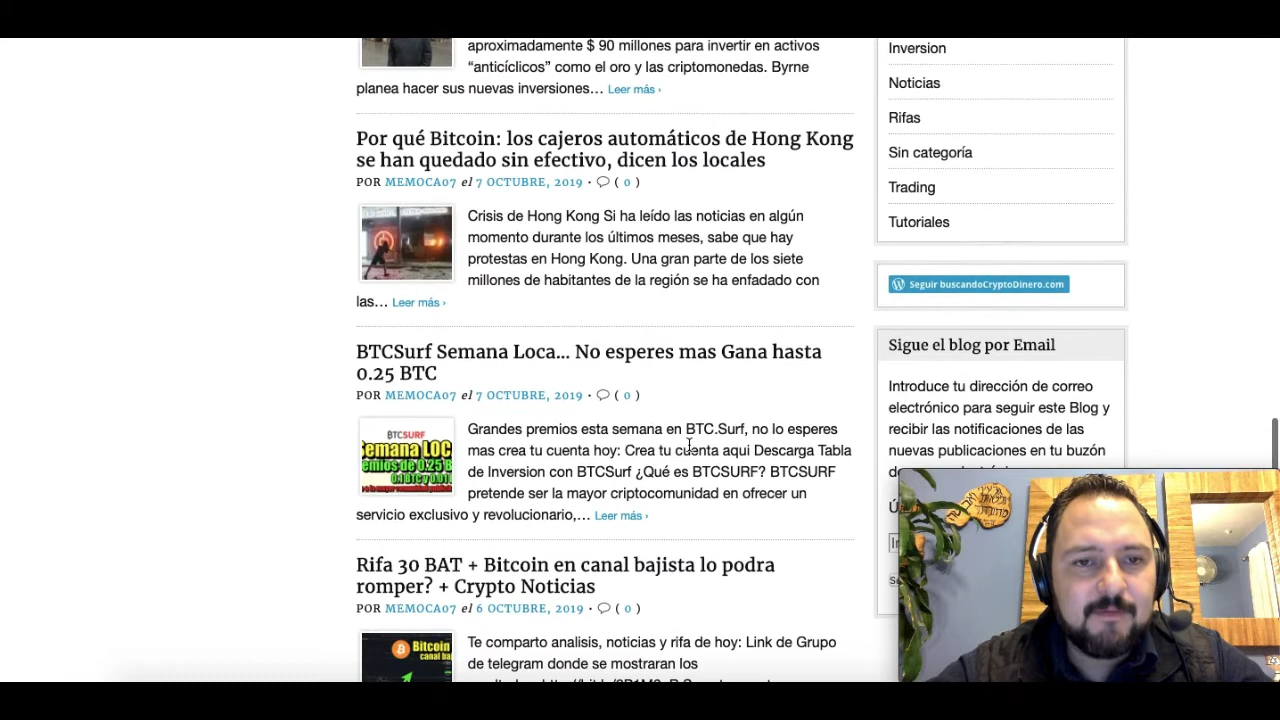 aproximadamente $ 90 millones para invertir en activos
“anticíclicos” como el oro y las criptomonedas. Byrne
planea hacer sus nuevas inversiones… Leer más ›
Por qué Bitcoin: los cajeros automáticos de Hong Kong
se han quedado sin efectivo, dicen los locales
POR MEMOCA07 el 7 OCTUBRE, 2019 • ( 0 )
Crisis de Hong Kong Si ha leído las noticias en algún
momento durante los últimos meses, sabe que hay
protestas en Hong Kong. Una gran parte de los siete
millones de habitantes de la región se ha enfadado con
las… Leer más ›
BTCSurf Semana Loca… No esperes mas Gana hasta
0.25 BTC
POR MEMOCA07 el 7 OCTUBRE, 2019 • ( 0 )
BTCSURF
Semana LOC
Grandes premios esta semana en BTC.Surf, no lo esperes
mas crea tu cuenta hoy: Crea tu cuenta aqui Descarga Tabla
de Inversion con BTCSurf ¿Qué es BTCSURF? BTCSURF
pretende ser la mayor criptocomunidad en ofrecer un
servicio exclusivo y revolucionario,… Leer más ›
Rifa 30 BAT + Bitcoin en canal bajista lo podra
romper? + Crypto Noticias
POR MEMOCA07 el 6 OCTUBRE, 2019 • ( 0 )
Bitcoin
canal ba
Te comparto analisis, noticias y rifa de hoy: Link de Grupo
de telegram donde se mostraran los
Inversion
Noticias
Rifas
Sin categoría
Trading
Tutoriales
Seguir buscandoCryptoDinero.com
Sigue el blog por Email
Introduce tu dirección de correo
electrónico para seguir este Blog y
recibir las notificaciones de las
nuevas publicaciones en tu buzón